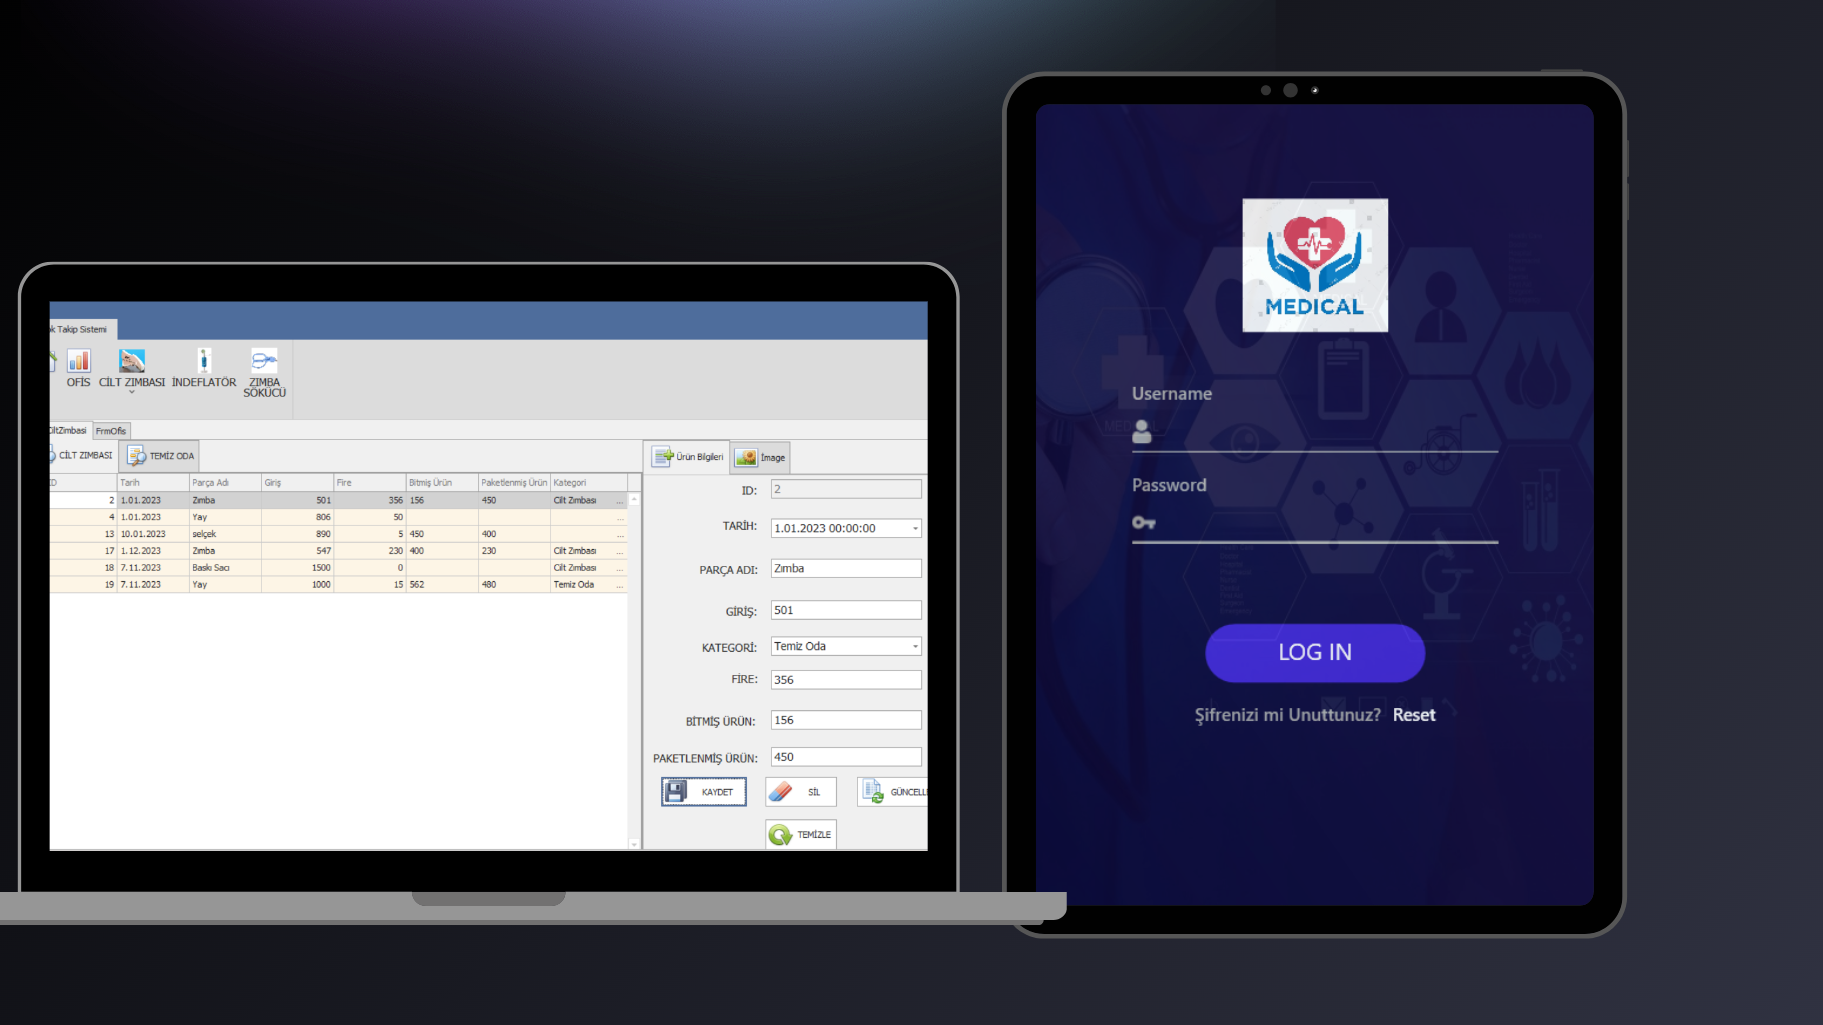 ok Takip Sistemi
OFİS CİLT ZIMBASI İNDEFLATÖR ZIMBA
SÖKÜCÜ
CiltZimbasi FrmOfis
CİLT ZIMBASI TEMİZ ODA
ID Tarih Parça Adı Giriş Fire Bitmiş Ürün Paketlenmiş Ürün Kategori
2 1.01.2023 Zımba 501 356 156 450 Cilt Zımbası ...
4 1.01.2023 Yay 806 50 ...
13 10.01.2023 selçek 890 5 450 400 ...
17 1.12.2023 Zımba 547 230 400 230 Cilt Zımbası ...
18 7.11.2023 Baskı Sacı 1500 0 Cilt Zımbası ...
19 7.11.2023 Yay 1000 15 562 480 Temiz Oda ...
Ürün Bilgileri İmage
ID: 2
TARİH: 1.01.2023 00:00:00
PARÇA ADI: Zımba
GİRİŞ: 501
KATEGORİ: Temiz Oda
FİRE: 356
BİTMİŞ ÜRÜN: 156
PAKETLENMİŞ ÜRÜN: 450
KAYDET SİL GÜNCELL
TEMİZLE
MEDICAL
Username
Password
LOG IN
Şifrenizi mi Unuttunuz? Reset